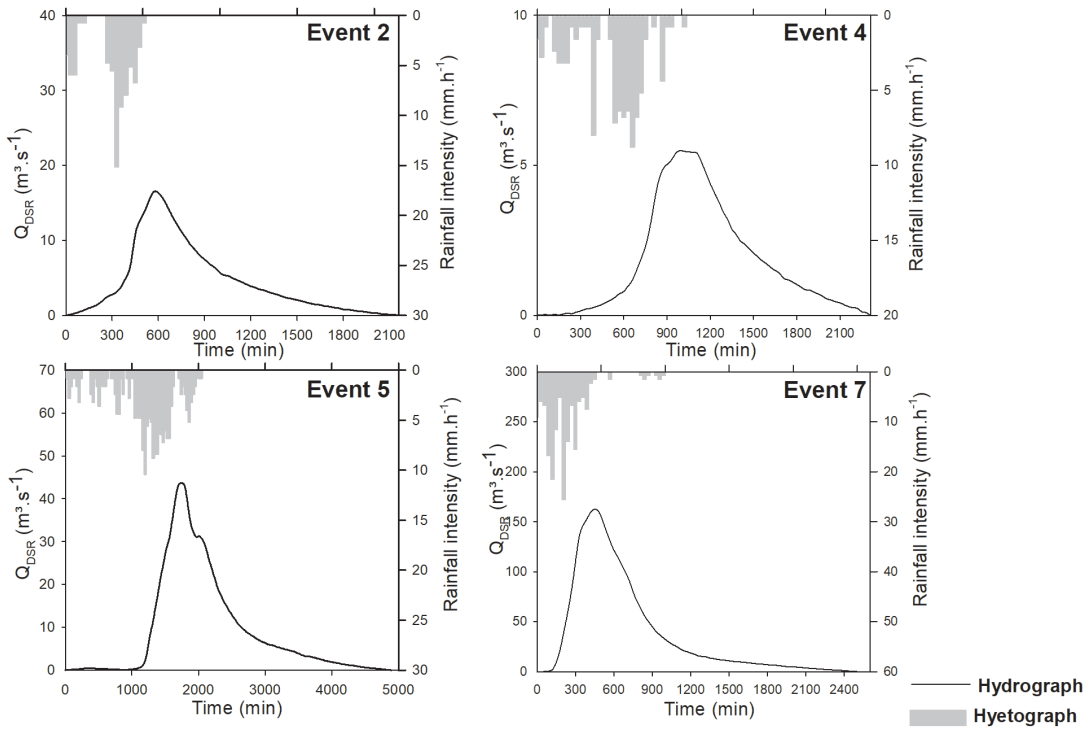 Event 2
40
30
20
10
0
Q_DSR (m³.s⁻¹)
0
5
10
15
20
25
30
Rainfall intensity (mm.h⁻¹)
0 300 600 900 1200 1500 1800 2100
Time (min)
Event 4
10
5
0
Q_DSR (m³.s⁻¹)
0
5
10
15
20
Rainfall intensity (mm.h⁻¹)
0 300 600 900 1200 1500 1800 2100
Time (min)
Event 5
70
60
50
40
30
20
10
0
Q_DSR (m³.s⁻¹)
0
5
10
15
20
25
30
Rainfall intensity (mm.h⁻¹)
0 1000 2000 3000 4000 5000
Time (min)
Event 7
300
250
200
150
100
50
0
Q_DSR (m³.s⁻¹)
0
10
20
30
40
50
60
Rainfall intensity (mm.h⁻¹)
0 300 600 900 1200 1500 1800 2100 2400
Time (min)
Hydrograph
Hyetograph